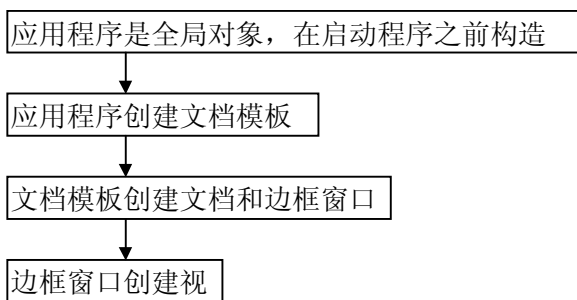 应用程序是全局对象，在启动程序之前构造
应用程序创建文档模板
文档模板创建文档和边框窗口
边框窗口创建视